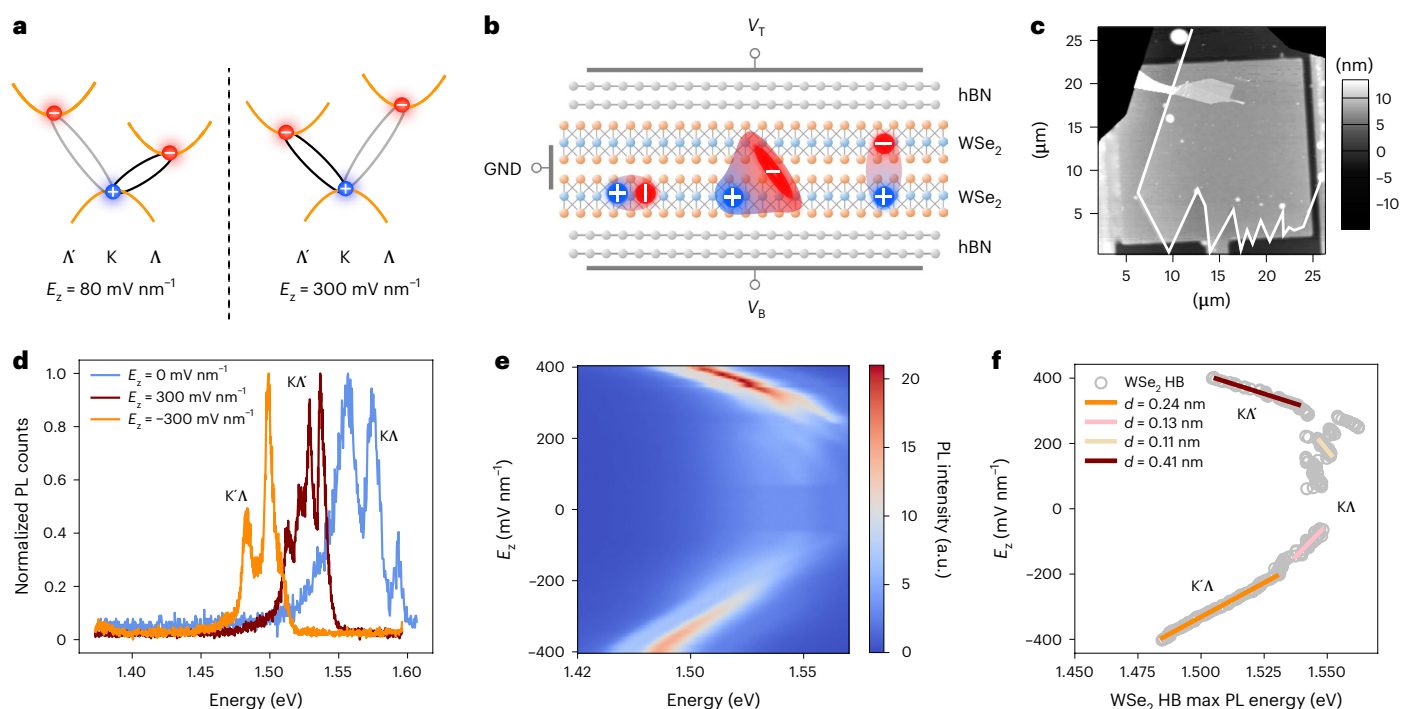 a
Λ′ K Λ Λ′ K Λ
E_z = 80 mV nm⁻¹ E_z = 300 mV nm⁻¹
b
V_T
hBN
WSe₂
GND
WSe₂
hBN
V_B
c
(nm)
25
20
15
10
5
(μm)
5 10 15 20 25
(μm)
10
5
0
−5
−10
d
E_z = 0 mV nm⁻¹
E_z = 300 mV nm⁻¹
E_z = −300 mV nm⁻¹
KΛ′
KΛ
K′Λ
1.0
0.8
0.6
0.4
0.2
0
Normalized PL counts
1.40 1.45 1.50 1.55 1.60
Energy (eV)
e
400
200
0
−200
−400
E_z (mV nm⁻¹)
1.42 1.50 1.55
Energy (eV)
20
15
10
5
0
PL intensity (a.u.)
f
WSe₂ HB
d = 0.24 nm
d = 0.13 nm
d = 0.11 nm
d = 0.41 nm
KΛ′
KΛ
K′Λ
400
200
0
−200
−400
E_z (mV nm⁻¹)
1.450 1.475 1.500 1.525 1.550
WSe₂ HB max PL energy (eV)